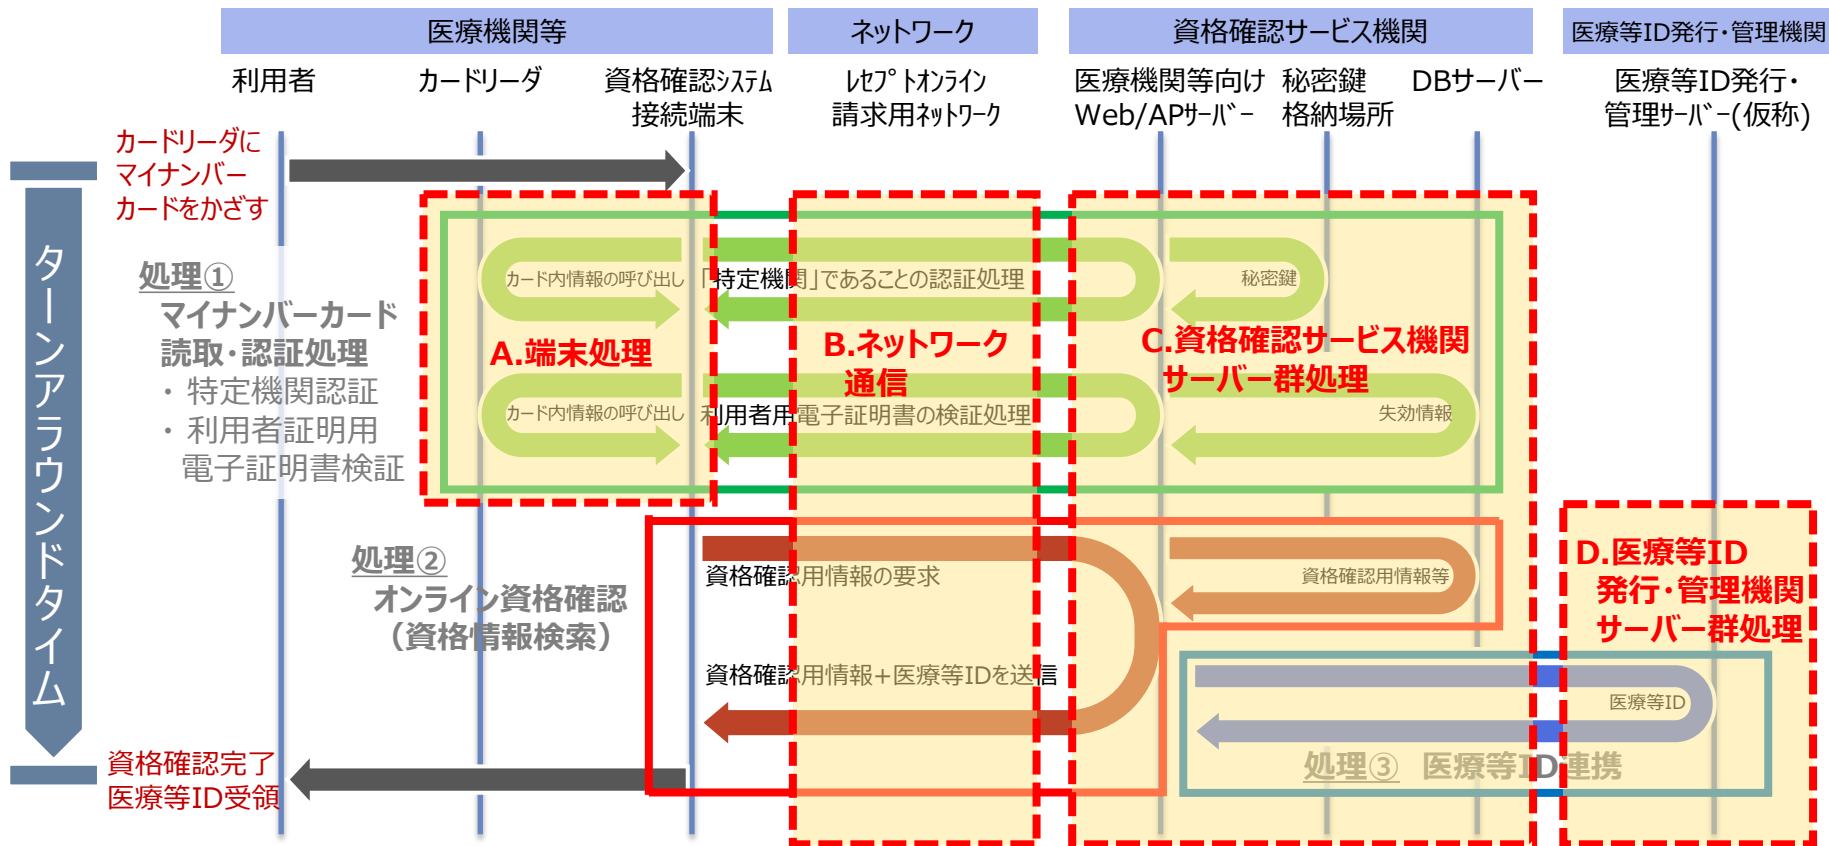 医療機関等
ネットワーク
資格確認サービス機関
医療等ID発行・管理機関
利用者
カードリーダ
資格確認システム
接続端末
レセプトオンライン
請求用ネットワーク
医療機関等向け
Web/APサーバー
秘密鍵
格納場所
DBサーバー
医療等ID発行・
管理サーバー(仮称)
カードリーダに
マイナンバー
カードをかざす
ターンアラウンドタイム
処理①
マイナンバーカード
読取・認証処理
・ 特定機関認証
・ 利用者証明用
電子証明書検証
カード内情報の呼び出し
「特定機関」であることの認証処理
秘密鍵
A.端末処理
B.ネットワーク
通信
C.資格確認サービス機関
サーバー群処理
カード内情報の呼び出し
利用者用電子証明書の検証処理
失効情報
処理②
オンライン資格確認
（資格情報検索）
資格確認用情報の要求
資格確認用情報等
D.医療等ID
発行・管理機関
サーバー群処理
資格確認用情報+医療等IDを送信
医療等ID
処理③ 医療等ID連携
資格確認完了
医療等ID受領